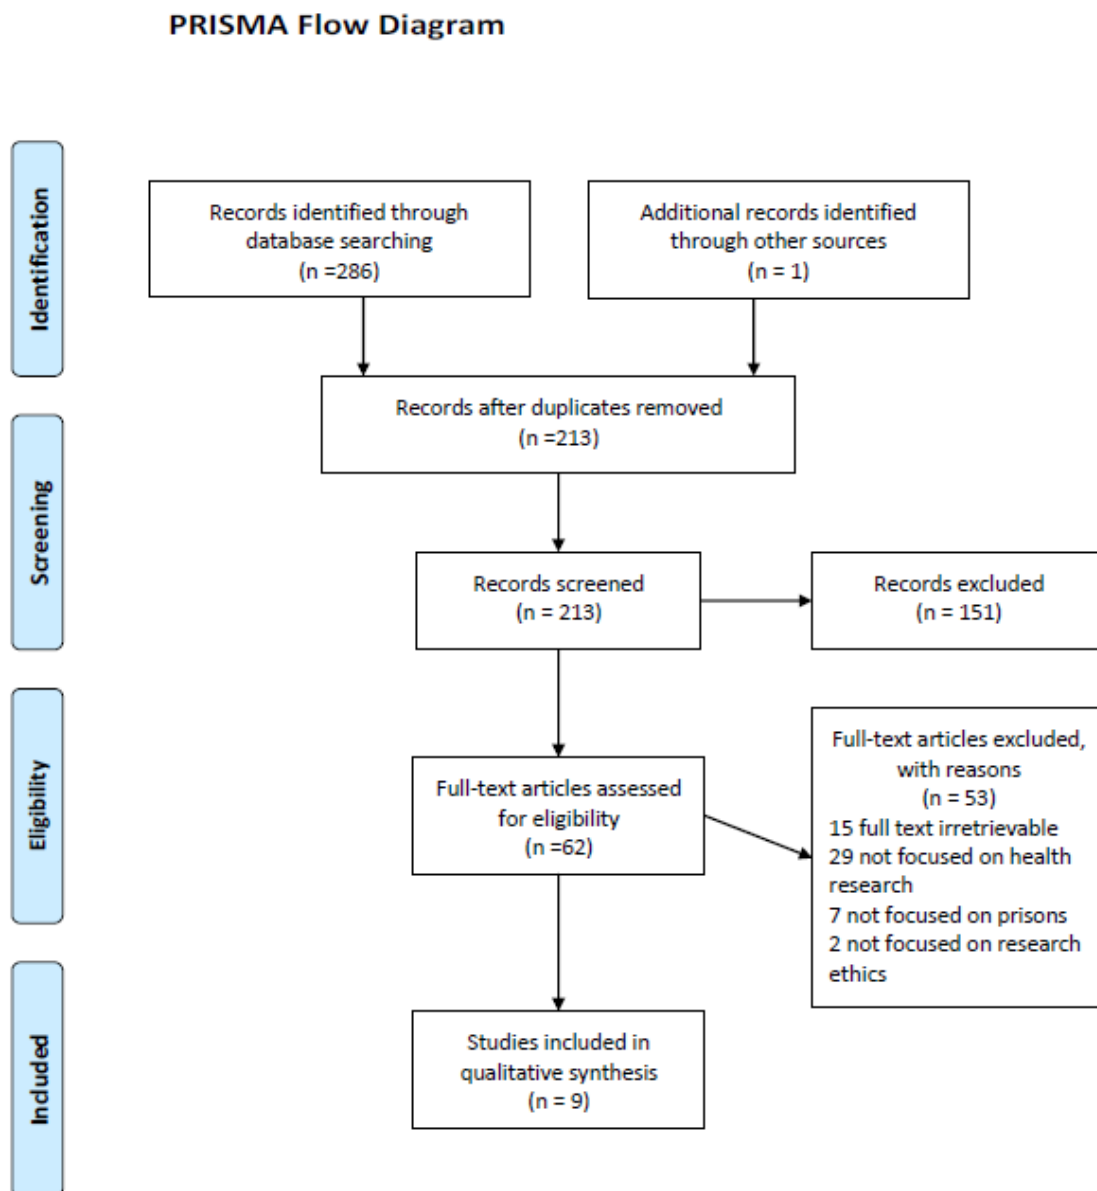 PRISMA Flow Diagram
Identification
Records identified through
database searching
(n =286)
Additional records identified
through other sources
(n = 1)
Records after duplicates removed
(n =213)
Screening
Records screened
(n = 213)
Records excluded
(n = 151)
Eligibility
Full-text articles assessed
for eligibility
(n =62)
Full-text articles excluded,
with reasons
(n = 53)
15 full text irretrievable
29 not focused on health
research
7 not focused on prisons
2 not focused on research
ethics
Included
Studies included in
qualitative synthesis
(n = 9)